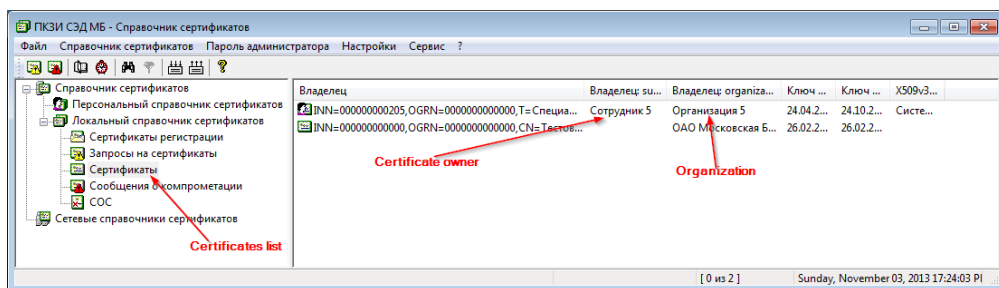 ПКЗИ СЭД МБ - Справочник сертификатов
Файл Справочник сертификатов Пароль администратора Настройки Сервис ?
Справочник сертификатов
Персональный справочник сертификатов
Локальный справочник сертификатов
Сертификаты регистрации
Запросы на сертификаты
Сертификаты
Сообщения о компрометации
СОС
Сетевые справочники сертификатов
Certificates list
Владелец Владелец: su... Владелец: organiza... Ключ ... Ключ ... X509v3...
INN=000000000205,OGRN=0000000000000,T=Специа... Сотрудник 5 Организация 5 24.04.2... 24.10.2... Систе...
INN=000000000000,OGRN=0000000000000,CN=Тестов... ОАО Московская Б... 26.02.2... 26.02.2...
Certificate owner
Organization
[ 0 из 2 ] Sunday, November 03, 2013 17:24:03 PI